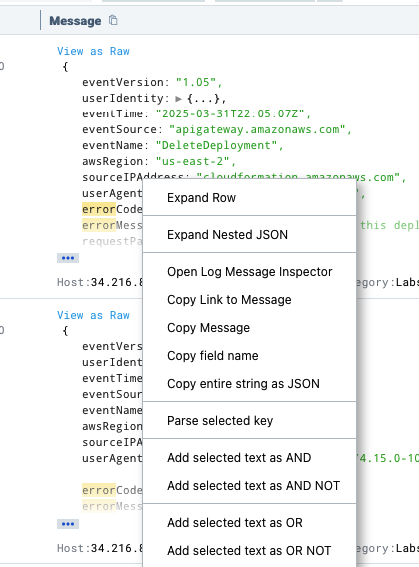 Message
View as Raw
{
eventVersion: "1.05",
userIdentity: ▶ {...},
eventTime: "2025-03-31T22:05:07Z",
eventSource: "apigateway.amazonaws.com",
eventName: "DeleteDeployment",
awsRegion: "us-east-2",
sourceIPAddress: "cloudformation.amazonaws.com",
userAgent
errorCode
errorMess this depl
requestPa
•••
Host:34.216.8 egory:Labs
Expand Row
Expand Nested JSON
Open Log Message Inspector
Copy Link to Message
Copy Message
Copy field name
Copy entire string as JSON
Parse selected key
Add selected text as AND
Add selected text as AND NOT
Add selected text as OR
Add selected text as OR NOT
View as Raw
{
eventVers
userIdent
eventTime
eventSour
eventName
awsRegion
sourceIPA
userAgent 4.15.0-10
errorCode
errorMess
•••
Host:34.216.8 egory:Labs